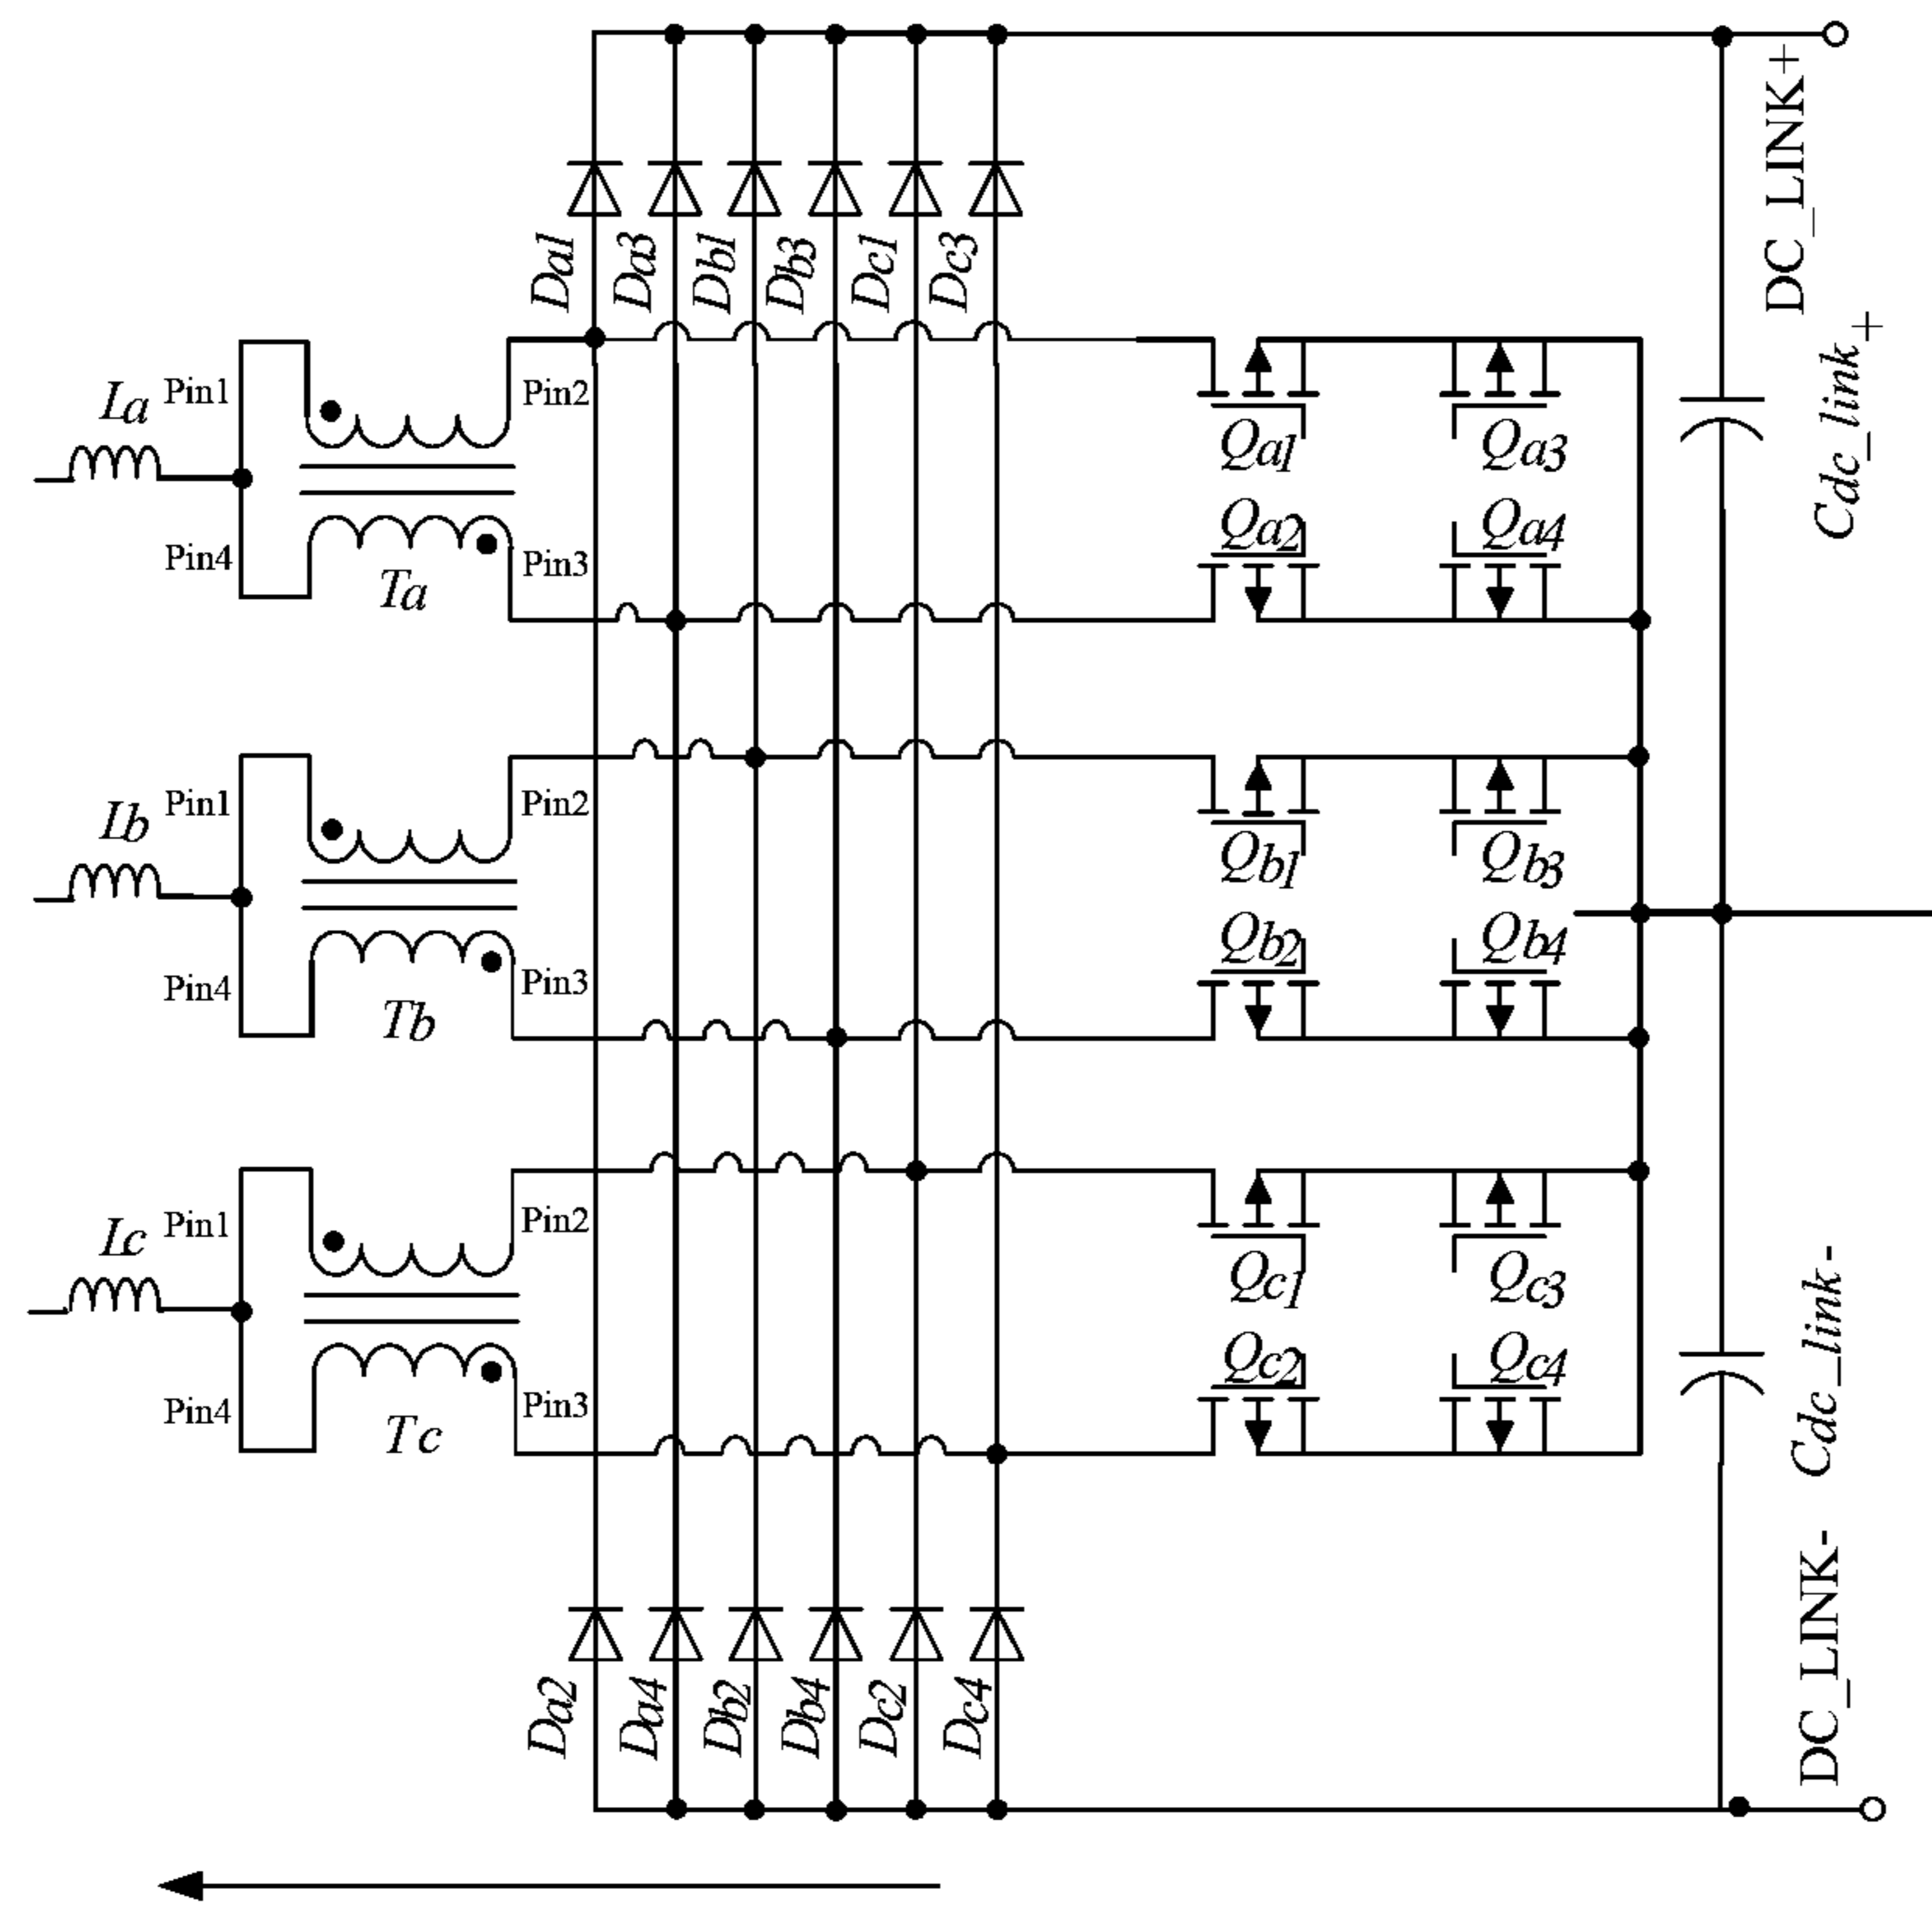 DC_LINK+
Da1
Da3
Db1
Db3
Dc1
Dc3
Cdc_link+
La
Pin1
Pin2
Qa1
Qa3
Qa2
Qa4
Pin4
Ta
Pin3
Lb
Pin1
Pin2
Qb1
Qb3
Qb2
Qb4
Pin4
Tb
Pin3
Lc
Pin1
Pin2
Qc1
Qc3
Cdc_link-
Qc2
Qc4
Pin4
Tc
Pin3
DC_LINK-
Da2
Da4
Db2
Db4
Dc2
Dc4